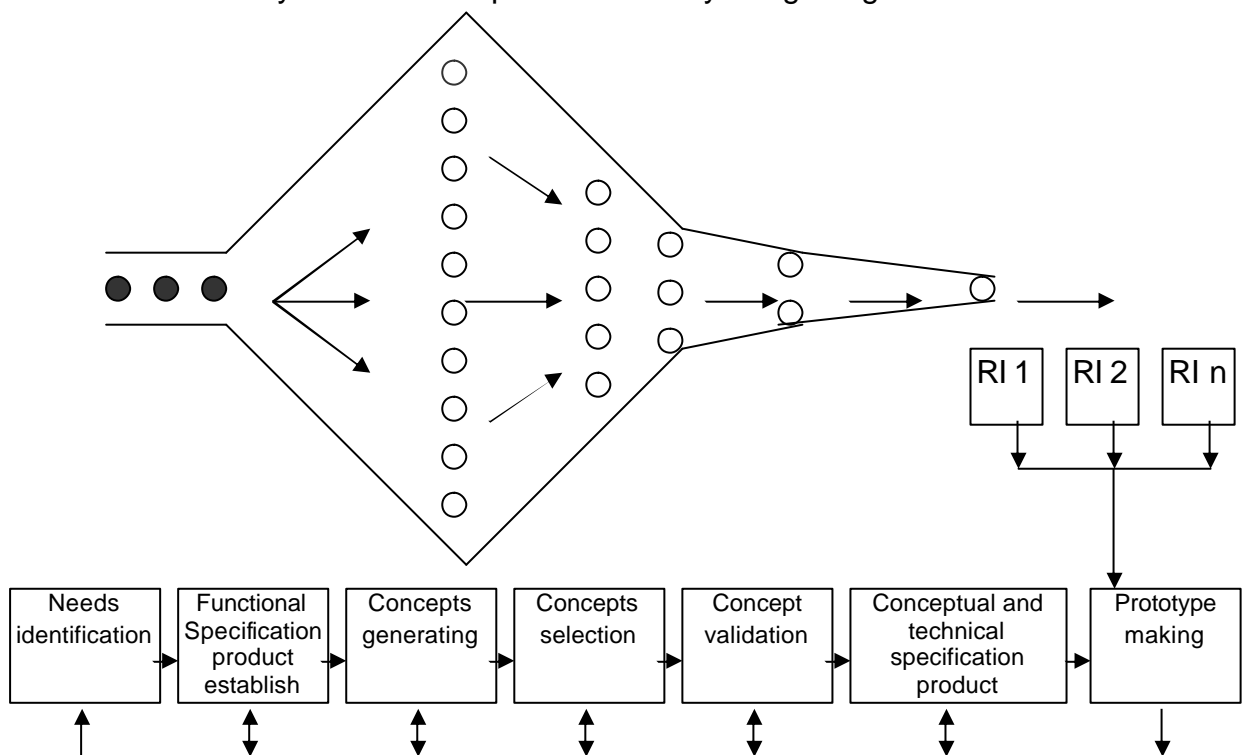 RI 1
RI 2
RI n
Needs
identification
Functional
Specification
product
establish
Concepts
generating
Concepts
selection
Concept
validation
Conceptual and
technical
specification
product
Prototype
making